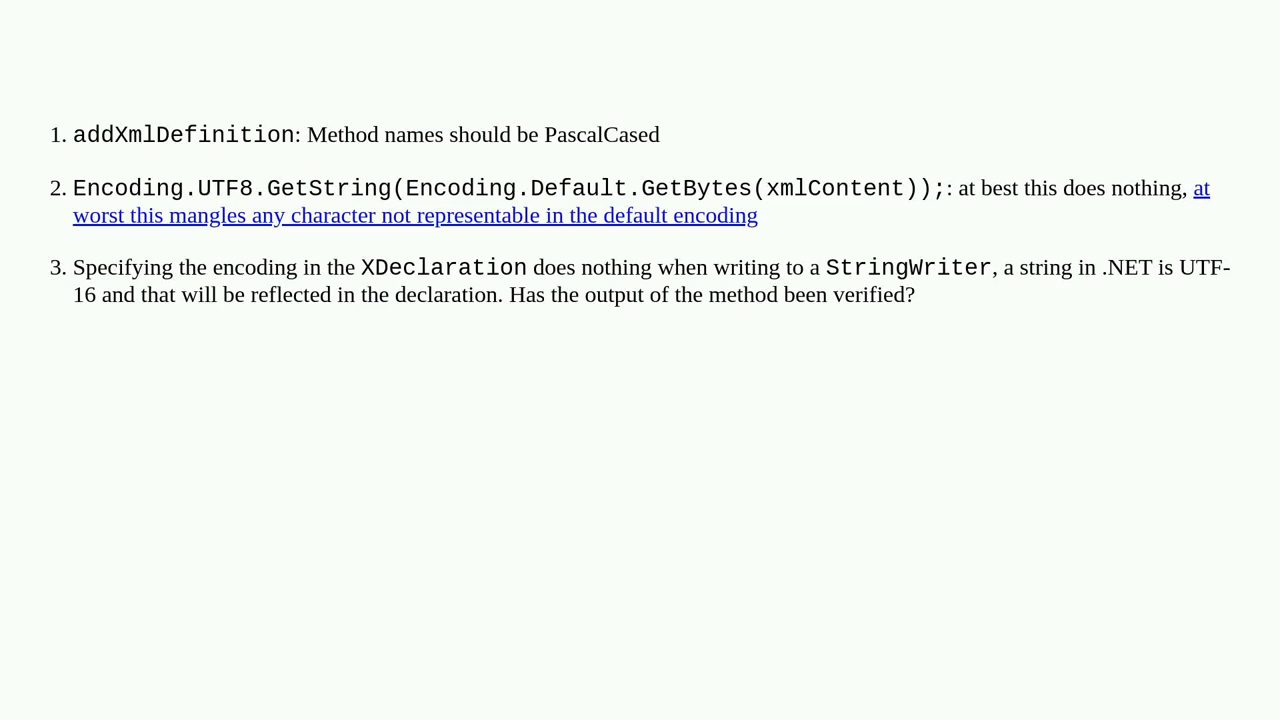 1. addXmlDefinition: Method names should be PascalCased
2. Encoding.UTF8.GetString(Encoding.Default.GetBytes(xmlContent));: at best this does nothing, at
worst this mangles any character not representable in the default encoding
3. Specifying the encoding in the XDeclaration does nothing when writing to a StringWriter, a string in .NET is UTF-
16 and that will be reflected in the declaration. Has the output of the method been verified?